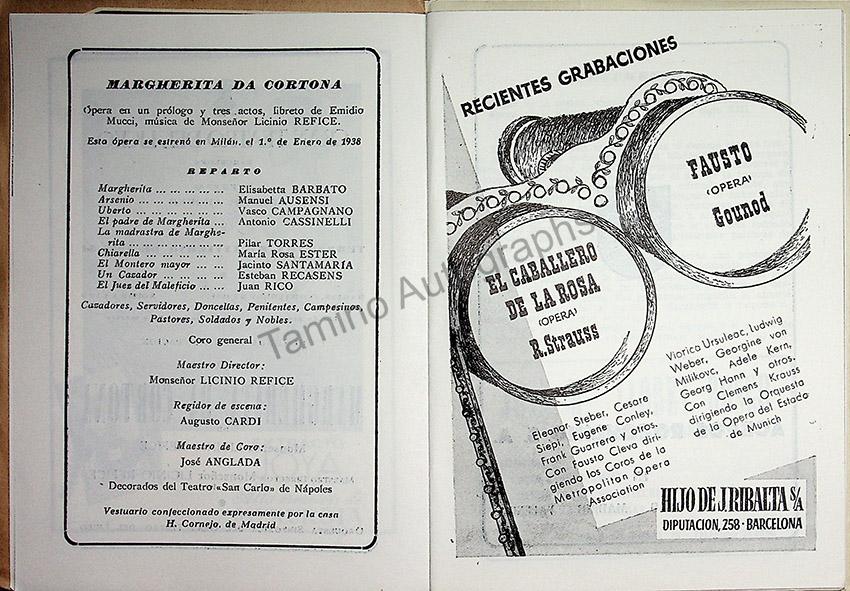 MARGHERITA DA CORTONA
Ópera en un prólogo y tres actos, libreto de Emidio
Mucci, música de Monseñor Licinio REFICE.
Esta ópera se estrenó en Milán, el 1.º de Enero de 1938
REPARTO
Margherita ... ... ... ... ... ... Elisabetta BARBATO
Arsenio ... ... ... ... ... ... ... Manuel AUSENSI
Uberto ... ... ... ... ... ... ... Vasco CAMPAGNANO
El padre de Margherita ... ... Antonio CASSINELLI
La madrastra de Marghe-
rita ... ... ... ... ... ... ... Pilar TORRES
Chiarella ... ... ... ... ... ... María Rosa ESTER
El Montero mayor ... ... ... Jacinto SANTAMARÍA
Un Cazador ... ... ... ... ... Esteban RECASENS
El Juez del Maleficio ... ... ... Juan RICO
Cazadores, Servidores, Doncellas, Penitentes, Campesinos,
Pastores, Soldados y Nobles.
Coro general
Maestro Director:
Monseñor LICINIO REFICE
Regidor de escena:
Augusto CARDI
Maestro de Coro:
José ANGLADA
Decorados del Teatro «San Carlo» de Nápoles
Vestuario confeccionado expresamente por la casa
H. Cornejo, de Madrid
RECIENTES GRABACIONES
FAUSTO
(OPERA)
Gounod
EL CABALLERO
DE LA ROSA
(OPERA)
R. Strauss
Viorica Ursuleac, Ludwig
Weber, Georgine von
Milikovc, Adele Kern,
Georg Hann y otros.
Con Clemens Krauss
dirigiendo la Orquesta
de la Opera del Estado
de Munich
Eleanor Steber, Cesare
Siepi, Eugene Conley,
Frank Guarrera y otros.
Con Fausto Cleva diri-
giendo los Coros de la
Metropolitan Opera
Association
HIJO DE J. RIBALTA S/A
DIPUTACION, 258 - BARCELONA
Tamino Autographs